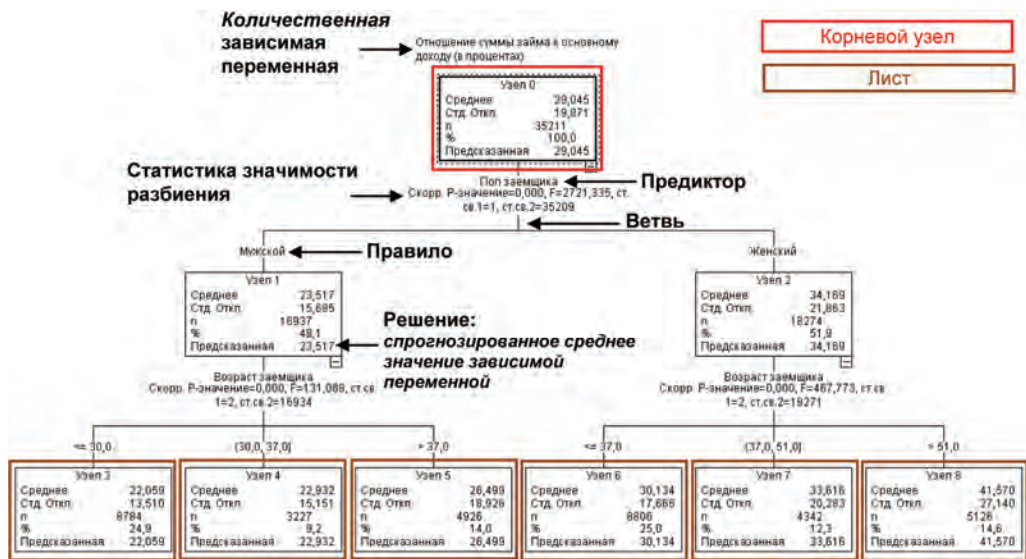 Количественная
зависимая
переменная
Отношение суммы займа к основному
доходу (в процентах)
Корневой узел
Лист
Узел 0
Среднее 29,045
Стд. Откл. 19,871
n 35211
% 100,0
Предсказанная 29,045
Статистика значимости
разбиения
Пол заемщика
Скорр. P-значение=0,000, F=2721,335, ст.
св.1=1, ст.св.2=35209
Предиктор
Ветвь
Мужской
Правило
Женский
Узел 1
Среднее 23,517
Стд. Откл. 15,695
n 16937
% 48,1
Предсказанная 23,517
Решение:
спрогнозированное среднее
значение зависимой
переменной
Узел 2
Среднее 34,169
Стд. Откл. 21,863
n 18274
% 51,9
Предсказанная 34,169
Возраст заемщика
Скорр. P-значение=0,000, F=131,068, ст.св.
1=2, ст.св.2=16934
Возраст заемщика
Скорр. P-значение=0,000, F=467,773, ст.св.
1=2, ст.св.2=18271
<= 30,0
(30,0, 37,0]
> 37,0
<= 37,0
(37,0, 51,0]
> 51,0
Узел 3
Среднее 22,059
Стд. Откл. 13,510
n 8784
% 24,9
Предсказанная 22,059
Узел 4
Среднее 22,932
Стд. Откл. 15,151
n 3227
% 9,2
Предсказанная 22,932
Узел 5
Среднее 26,499
Стд. Откл. 18,926
n 4926
% 14,0
Предсказанная 26,499
Узел 6
Среднее 30,134
Стд. Откл. 17,666
n 8806
% 25,0
Предсказанная 30,134
Узел 7
Среднее 33,616
Стд. Откл. 20,283
n 4342
% 12,3
Предсказанная 33,616
Узел 8
Среднее 41,570
Стд. Откл. 27,140
n 5126
% 14,6
Предсказанная 41,570